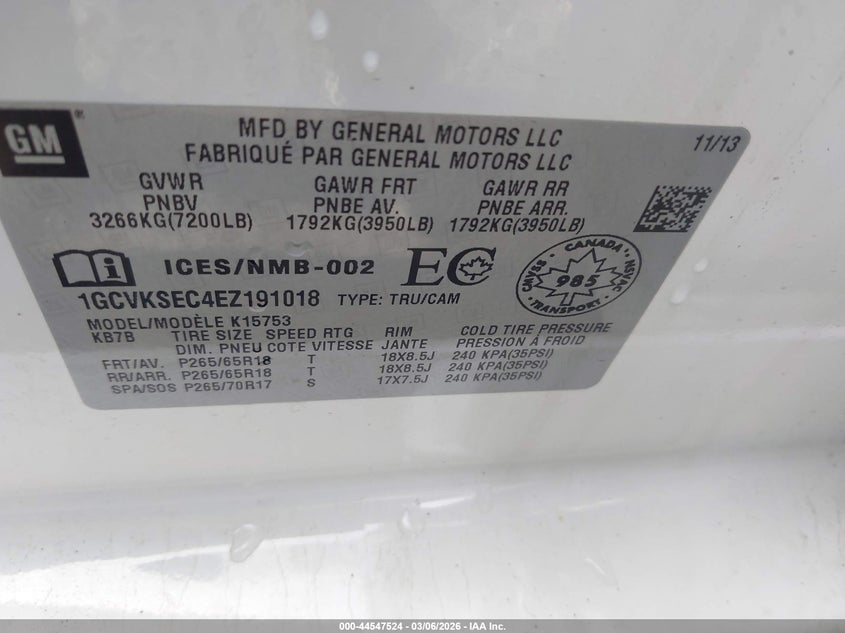 GM®
MFD BY GENERAL MOTORS LLC
11/13
FABRIQUÉ PAR GENERAL MOTORS LLC
GVWR GAWR FRT GAWR RR
PNBV PNBE AV. PNBE ARR.
3266KG(7200LB) 1792KG(3950LB) 1792KG(3950LB)
ICES/NMB-002 EC
CANADA CMVSS 985 NSVAC TRANSPORT
1GCVKSEC4EZ191018 TYPE: TRU/CAM
MODEL/MODÈLE K15753
KB7B TIRE SIZE SPEED RTG RIM COLD TIRE PRESSURE
DIM. PNEU COTE VITESSE JANTE PRESSION À FROID
FRT/AV. P265/65R18 T 18X8.5J 240 KPA(35PSI)
RR/ARR. P265/65R18 T 18X8.5J 240 KPA(35PSI)
SPA/SOS P265/70R17 S 17X7.5J 240 KPA(35PSI)
000-44547524 | 03/06/2026 - IAA Inc.